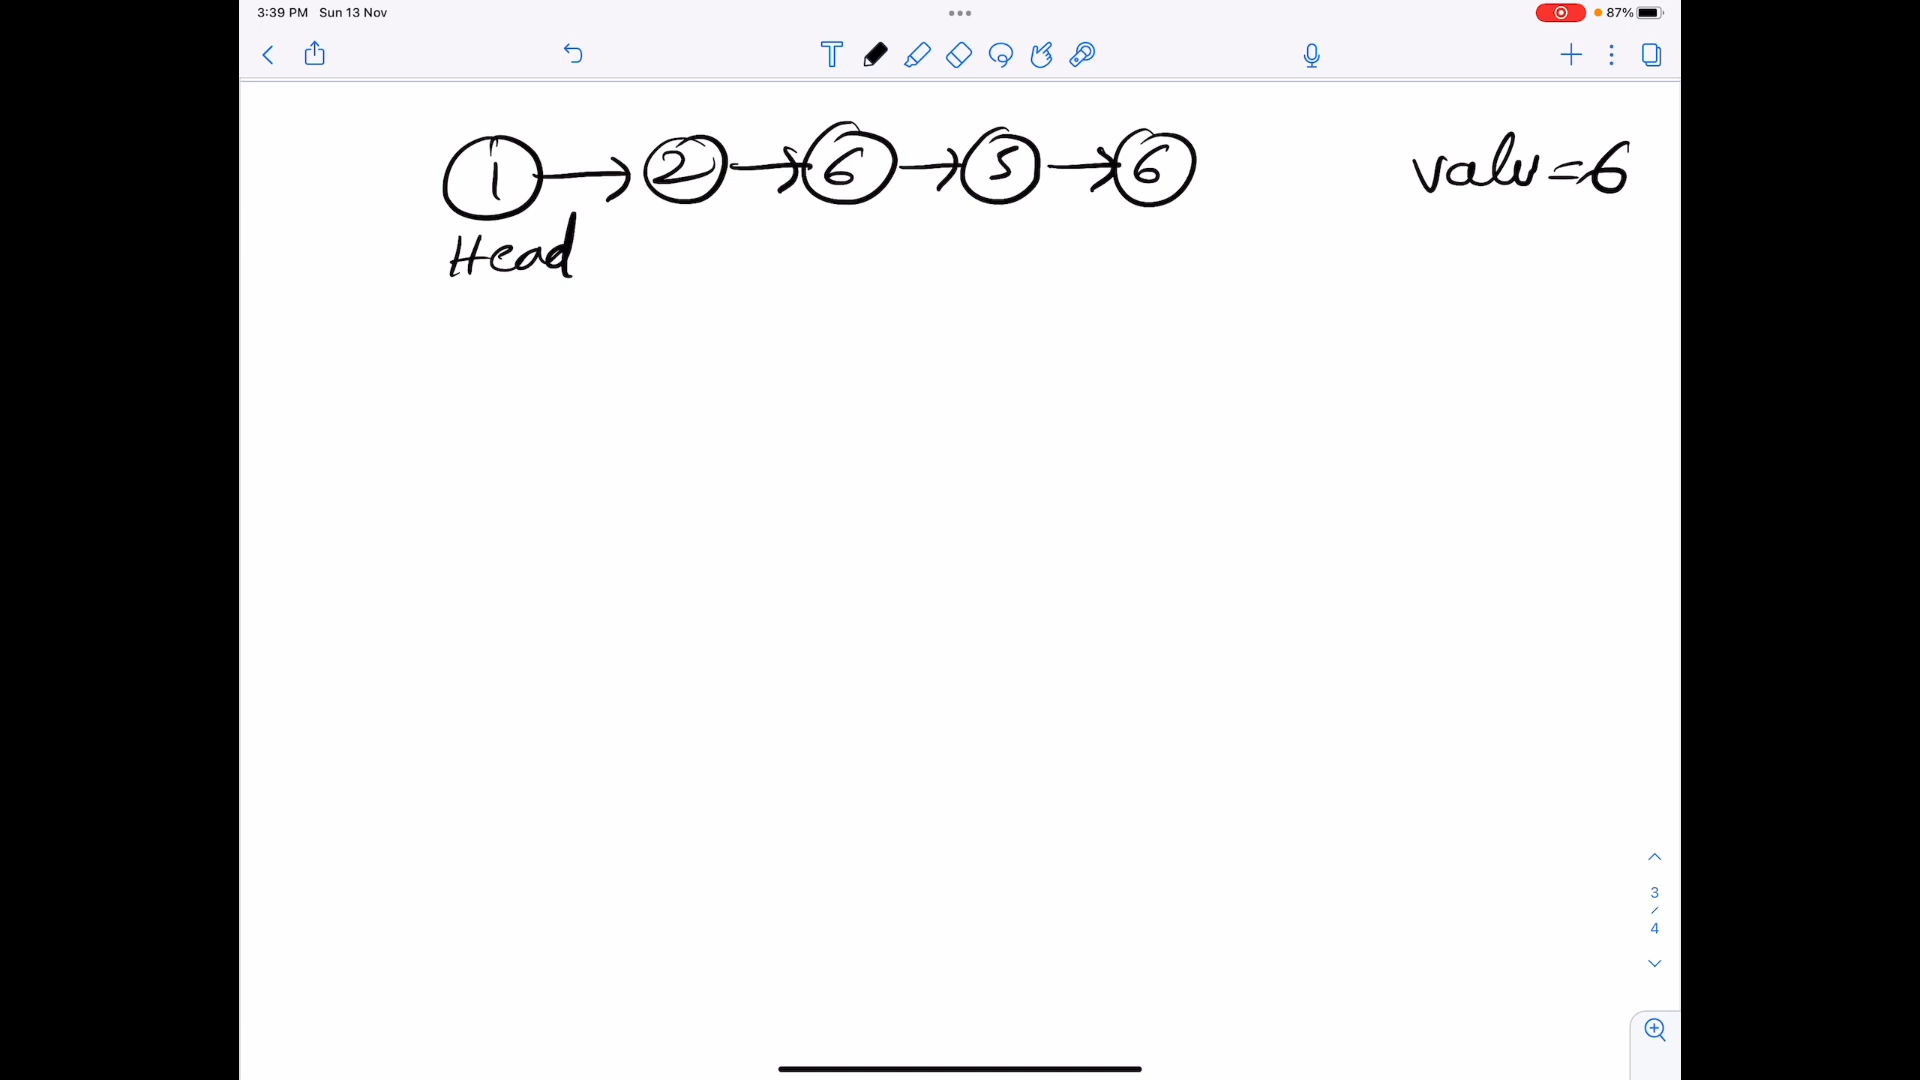 3:39 PM Sun 13 Nov
87%
T
1 → 2 → 6 → 5 → 6
valu=6
Head
3
/
4